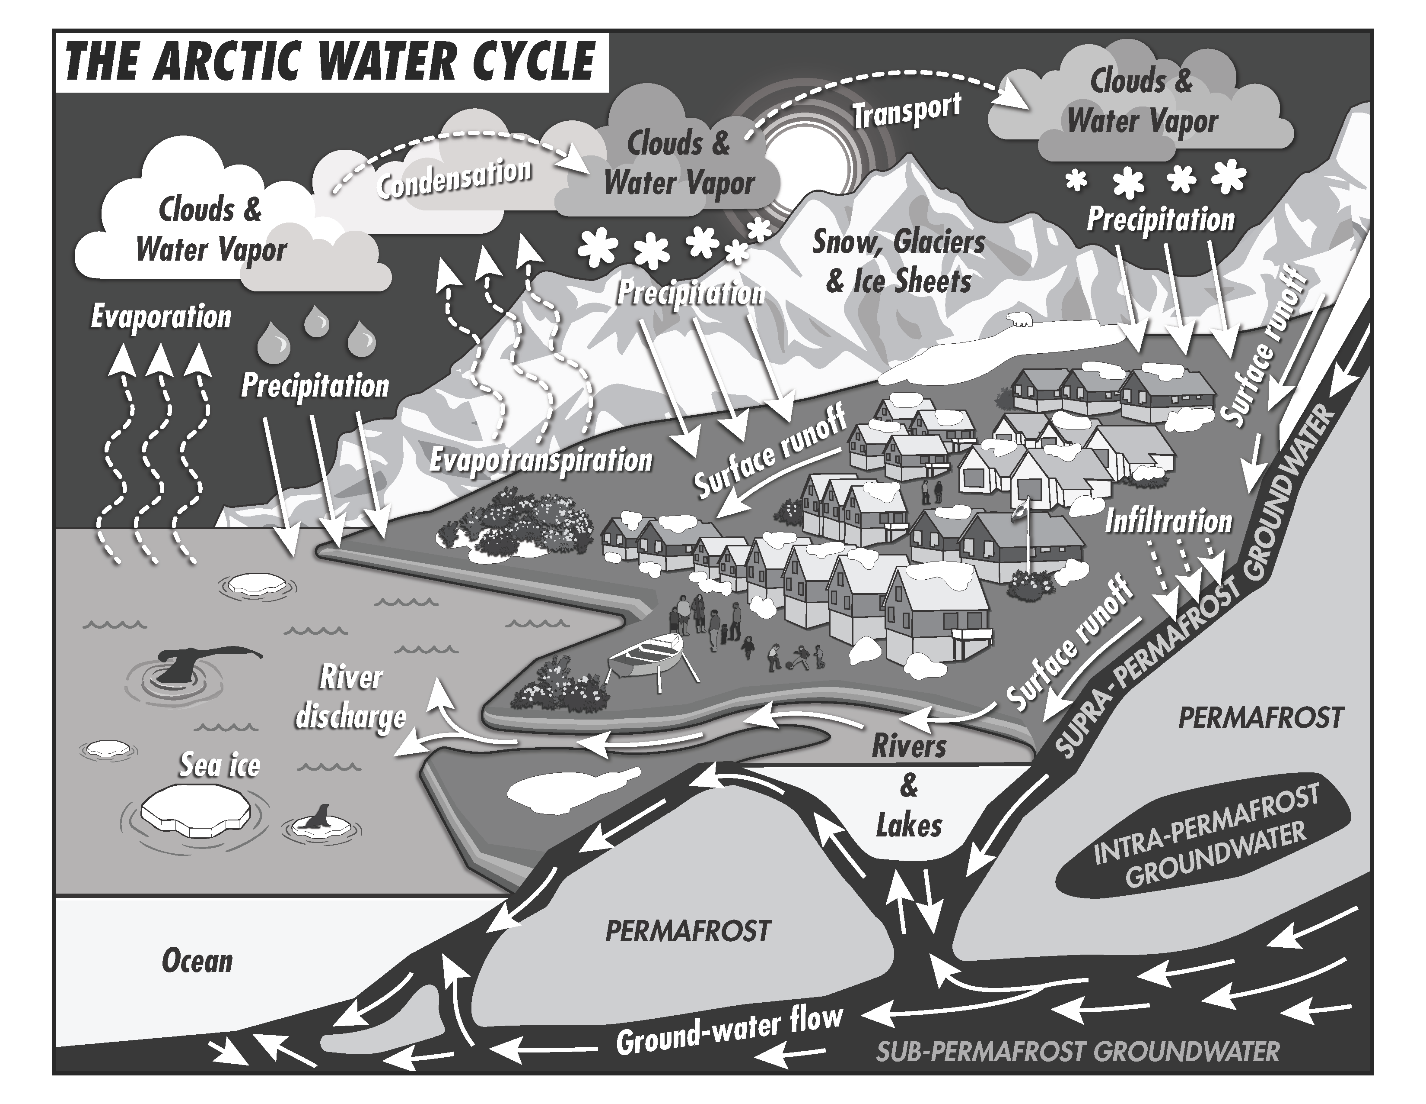 THE ARCTIC WATER CYCLE
Clouds &
Water Vapor
Transport
Clouds &
Water Vapor
Condensation
Clouds &
Water Vapor
Precipitation
Snow, Glaciers
& Ice Sheets
Precipitation
Evaporation
Precipitation
Surface runoff
Evapotranspiration
Surface runoff
GROUNDWATER
Infiltration
Surface runoff
SUPRA-PERMAFROST
River
discharge
Sea ice
Rivers
&
Lakes
PERMAFROST
INTRA-PERMAFROST
GROUNDWATER
PERMAFROST
Ocean
Ground-water flow
SUB-PERMAFROST GROUNDWATER